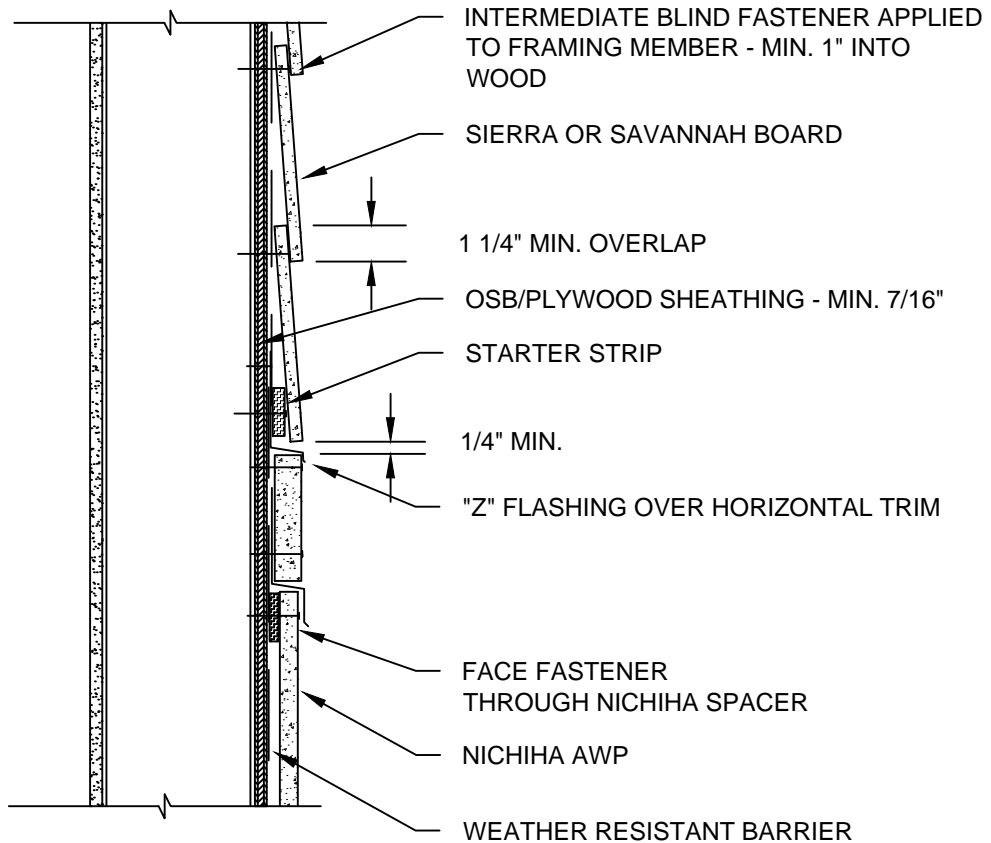 INTERMEDIATE BLIND FASTENER APPLIED
TO FRAMING MEMBER - MIN. 1" INTO
WOOD
SIERRA OR SAVANNAH BOARD
1 1/4" MIN. OVERLAP
OSB/PLYWOOD SHEATHING - MIN. 7/16"
STARTER STRIP
1/4" MIN.
"Z" FLASHING OVER HORIZONTAL TRIM
FACE FASTENER
THROUGH NICHIHA SPACER
NICHIHA AWP
WEATHER RESISTANT BARRIER